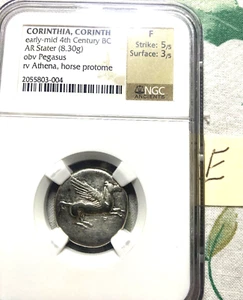 CORINTHIA, CORINTH
early-mid 4th Century BC
AR Stater (8.30g)
obv Pegasus
rv Athena, horse protome
2055803-004
F
Strike: 5/5
Surface: 3/5
NGC
ANCIENTS
E